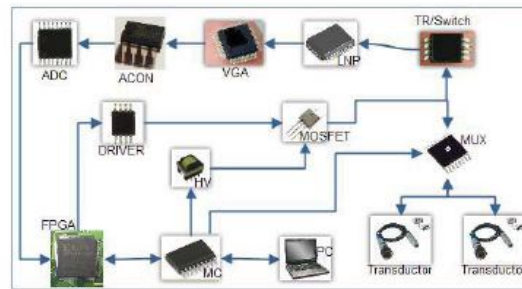 TR/Switch
ADC
ACON
VGA
LNP
DRIVER
MOSFET
MUX
HV
FPGA
MC
PC
Transductor
Transductor